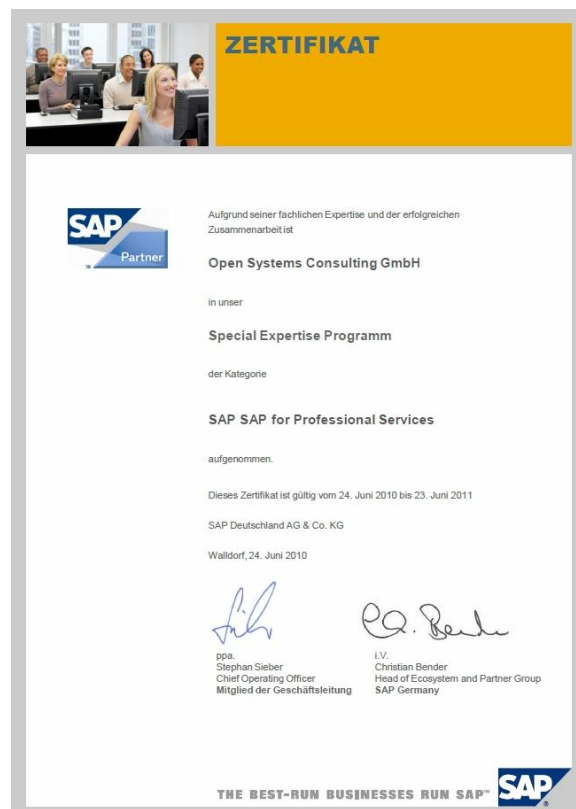 ZERTIFIKAT
SAP
Partner
TM
Aufgrund seiner fachlichen Expertise und der erfolgreichen
Zusammenarbeit ist
Open Systems Consulting GmbH
in unser
Special Expertise Programm
der Kategorie
SAP SAP for Professional Services
aufgenommen.
Dieses Zertifikat ist gültig vom 24. Juni 2010 bis 23. Juni 2011
SAP Deutschland AG & Co. KG
Walldorf, 24. Juni 2010
ppa.
Stephan Sieber
Chief Operating Officer
Mitglied der Geschäftsleitung
i.V.
Christian Bender
Head of Ecosystem and Partner Group
SAP Germany
THE BEST-RUN BUSINESSES RUN SAP™
SAP